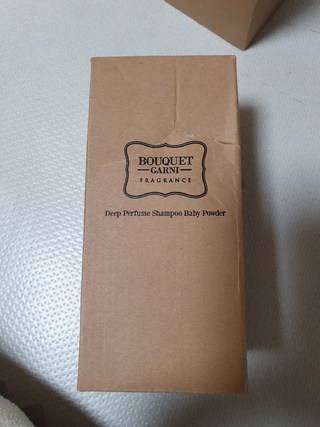 BOUQUET
GARNI
FRAGRANCE
Deep Perfume Shampoo Baby Powder